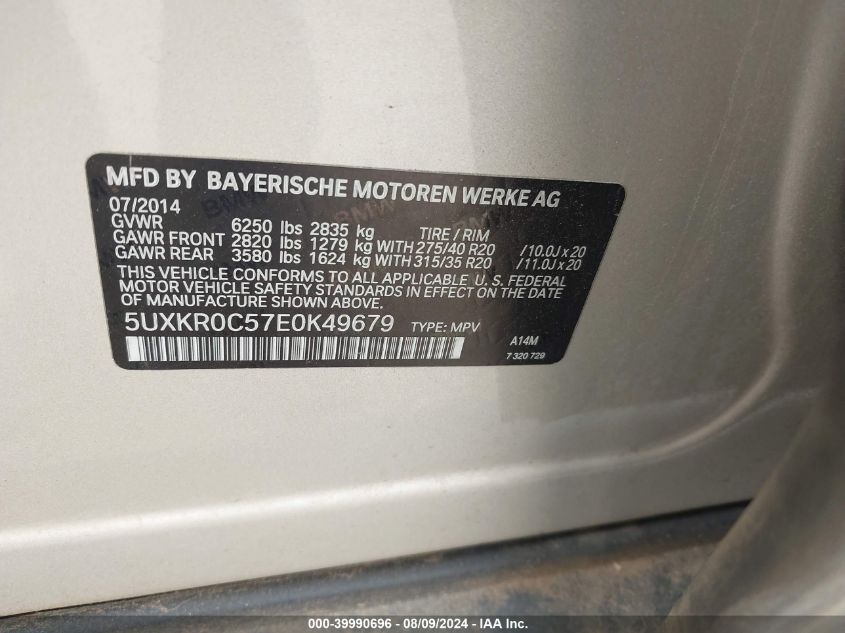 MFD BY BAYERISCHE MOTOREN WERKE AG
07/2014
GVWR 6250 lbs 2835 kg TIRE / RIM
GAWR FRONT 2820 lbs 1279 kg WITH 275/40 R20 /10.0J x 20
GAWR REAR 3580 lbs 1624 kg WITH 315/35 R20 /11.0J x 20
THIS VEHICLE CONFORMS TO ALL APPLICABLE U.S. FEDERAL
MOTOR VEHICLE SAFETY STANDARDS IN EFFECT ON THE DATE
OF MANUFACTURE SHOWN ABOVE.
5UXKR0C57E0K49679 TYPE: MPV
A14M
7 320 729
000-39990696 - 08/09/2024 - IAA Inc.